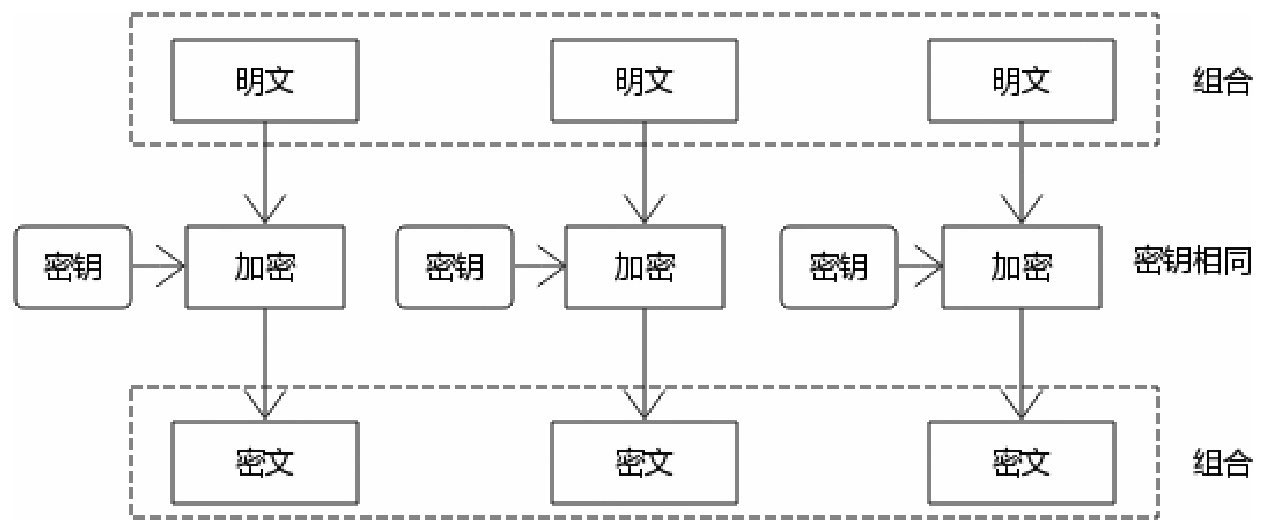 明文 明文 明文 组合
密钥 加密 密钥 加密 密钥 加密 密钥相同
密文 密文 密文 组合